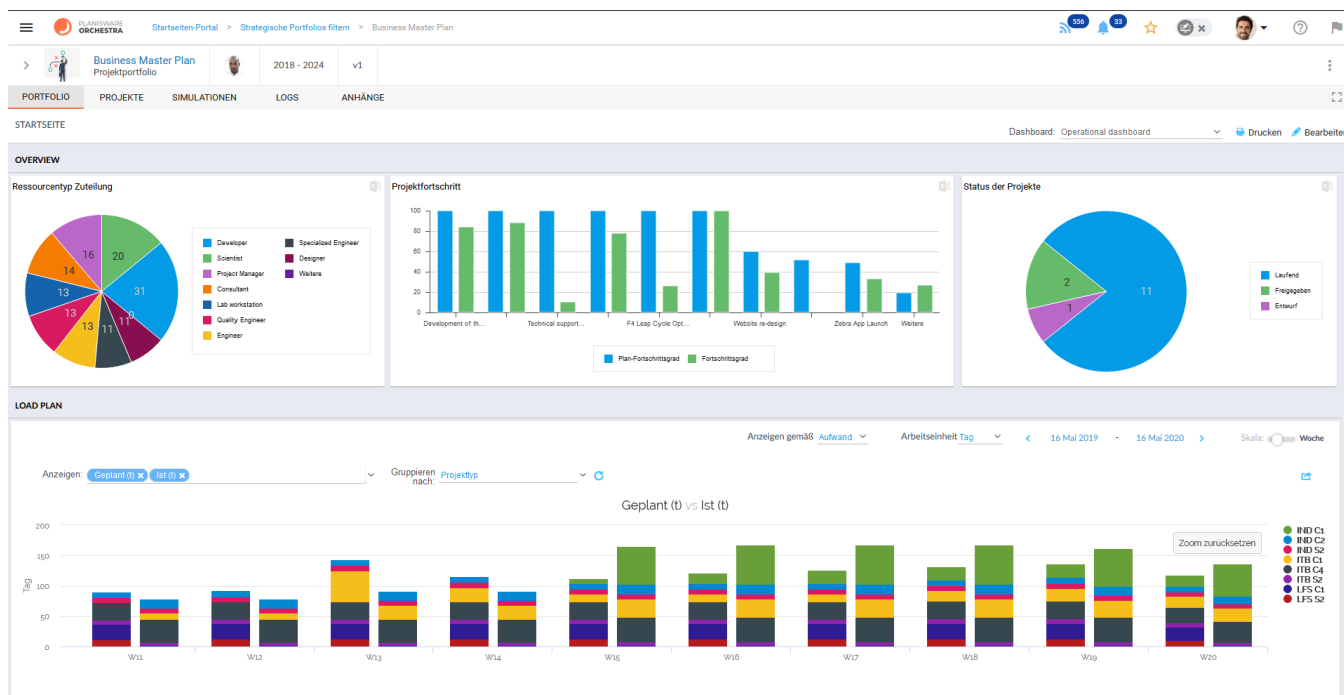 PLANISWARE
ORCHESTRA
Startseiten-Portal > Strategische Portfolios filtern > Business Master Plan
556
33
Business Master Plan
Projektportfolio
2018 - 2024
v1
PORTFOLIO PROJEKTE SIMULATIONEN LOGS ANHÄNGE
STARTSEITE
Dashboard: Operational dashboard
Drucken
Bearbeiten
OVERVIEW
Ressourcentyp Zuteilung
20
31
0
11
11
13
13
13
14
16
Developer
Scientist
Project Manager
Consultant
Lab workstation
Quality Engineer
Engineer
Specialized Engineer
Designer
Weitere
Projektfortschritt
100
80
60
40
20
0
Development of th...
Technical support...
F4 Leap Cycle Opt...
Website re-design
Zebra App Launch
Weitere
Plan-Fortschrittsgrad
Fortschrittsgrad
Status der Projekte
11
2
1
Laufend
Freigegeben
Entwurf
LOAD PLAN
Anzeigen gemäß Aufwand
Arbeitseinheit Tag
< 16 Mai 2019 - 16 Mai 2020 >
Skala: Woche
Anzeigen: Geplant (t) x Ist (t) x
Gruppieren
nach: Projekttyp
Geplant (t) vs Ist (t)
Zoom zurücksetzen
200
150
100
50
0
Tag
W11 W12 W13 W14 W15 W16 W17 W18 W19 W20
IND C1
IND C2
IND S2
ITB C1
ITB C4
ITB S2
LFS C1
LFS S2